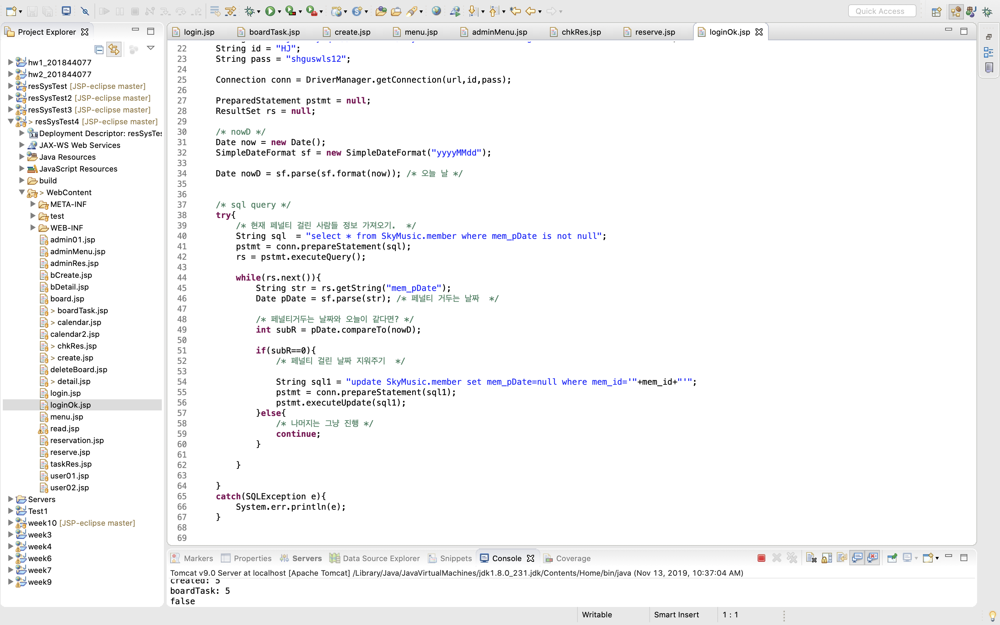 Quick Access
Project Explorer
hw1_201844077
hw2_201844077
resSysTest [JSP-eclipse master]
resSysTest2 [JSP-eclipse master]
resSysTest3 [JSP-eclipse master]
> resSysTest4 [JSP-eclipse master]
Deployment Descriptor: resSysTes
JAX-WS Web Services
Java Resources
JavaScript Resources
build
> WebContent
META-INF
test
WEB-INF
admin01.jsp
adminMenu.jsp
adminRes.jsp
bCreate.jsp
bDetail.jsp
board.jsp
> boardTask.jsp
> calendar.jsp
calendar2.jsp
> chkRes.jsp
> create.jsp
deleteBoard.jsp
> detail.jsp
login.jsp
loginOk.jsp
menu.jsp
read.jsp
reservation.jsp
reserve.jsp
taskRes.jsp
user01.jsp
user02.jsp
Servers
Test1
week10 [JSP-eclipse master]
week3
week4
week6
week7
week9
login.jsp boardTask.jsp create.jsp menu.jsp adminMenu.jsp chkRes.jsp reserve.jsp loginOk.jsp
22 String id = "HJ";
23 String pass = "shguswls12";
24
25 Connection conn = DriverManager.getConnection(url,id,pass);
26
27 PreparedStatement pstmt = null;
28 ResultSet rs = null;
29
30 /* nowD */
31 Date now = new Date();
32 SimpleDateFormat sf = new SimpleDateFormat("yyyyMMdd");
33
34 Date nowD = sf.parse(sf.format(now)); /* 오늘 날 */
35
36
37 /* sql query */
38 try{
39 /* 현재 페널티 걸린 사람들 정보 가져오기. */
40 String sql = "select * from SkyMusic.member where mem_pDate is not null";
41 pstmt = conn.prepareStatement(sql);
42 rs = pstmt.executeQuery();
43
44 while(rs.next()){
45 String str = rs.getString("mem_pDate");
46 Date pDate = sf.parse(str); /* 페널티 거두는 날짜 */
47
48 /* 페널티거두는 날짜와 오늘이 같다면? */
49 int subR = pDate.compareTo(nowD);
50
51 if(subR==0){
52 /* 페널티 걸린 날짜 지워주기 */
53
54 String sql1 = "update SkyMusic.member set mem_pDate=null where mem_id='"+mem_id+"'";
55 pstmt = conn.prepareStatement(sql1);
56 pstmt.executeUpdate(sql1);
57 }else{
58 /* 나머지는 그냥 진행 */
59 continue;
60 }
61
62 }
63
64 }
65 catch(SQLException e){
66 System.err.println(e);
67 }
68
69
Markers Properties Servers Data Source Explorer Snippets Console Coverage
Tomcat v9.0 Server at localhost [Apache Tomcat] /Library/Java/JavaVirtualMachines/jdk1.8.0_231.jdk/Contents/Home/bin/java (Nov 13, 2019, 10:37:04 AM)
created: 5
boardTask: 5
false
Writable Smart Insert 1 : 1